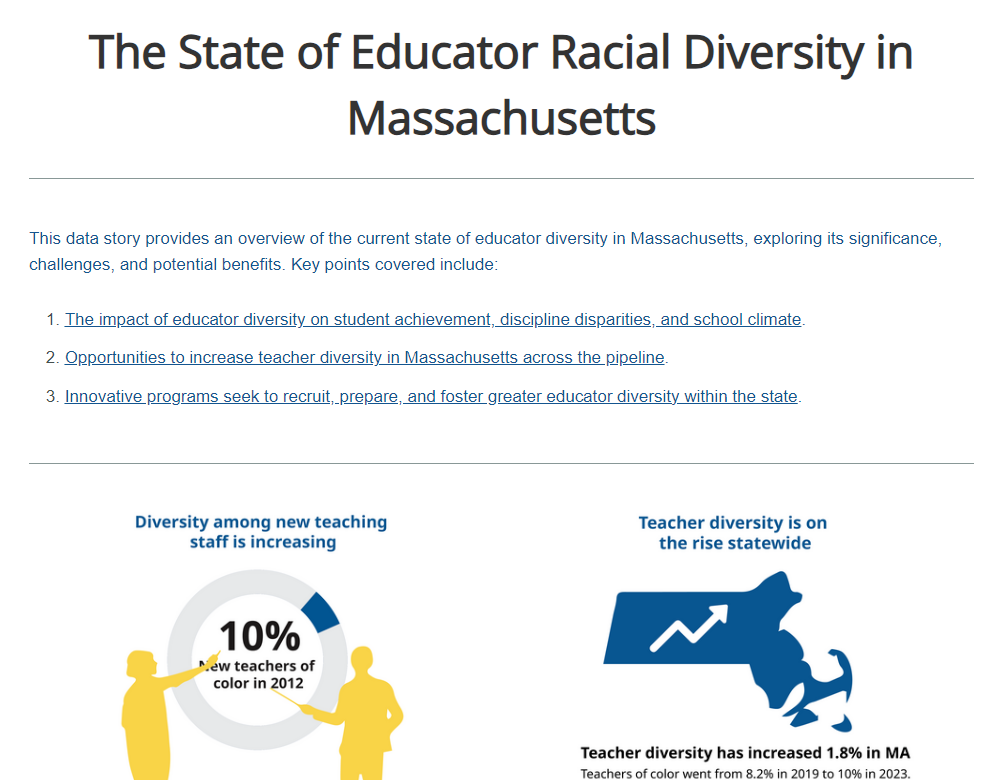 The State of Educator Racial Diversity in
Massachusetts
This data story provides an overview of the current state of educator diversity in Massachusetts, exploring its significance,
challenges, and potential benefits. Key points covered include:
1. The impact of educator diversity on student achievement, discipline disparities, and school climate.
2. Opportunities to increase teacher diversity in Massachusetts across the pipeline.
3. Innovative programs seek to recruit, prepare, and foster greater educator diversity within the state.
Diversity among new teaching
staff is increasing
10%
New teachers of
color in 2012
Teacher diversity is on
the rise statewide
Teacher diversity has increased 1.8% in MA
Teachers of color went from 8.2% in 2019 to 10% in 2023.